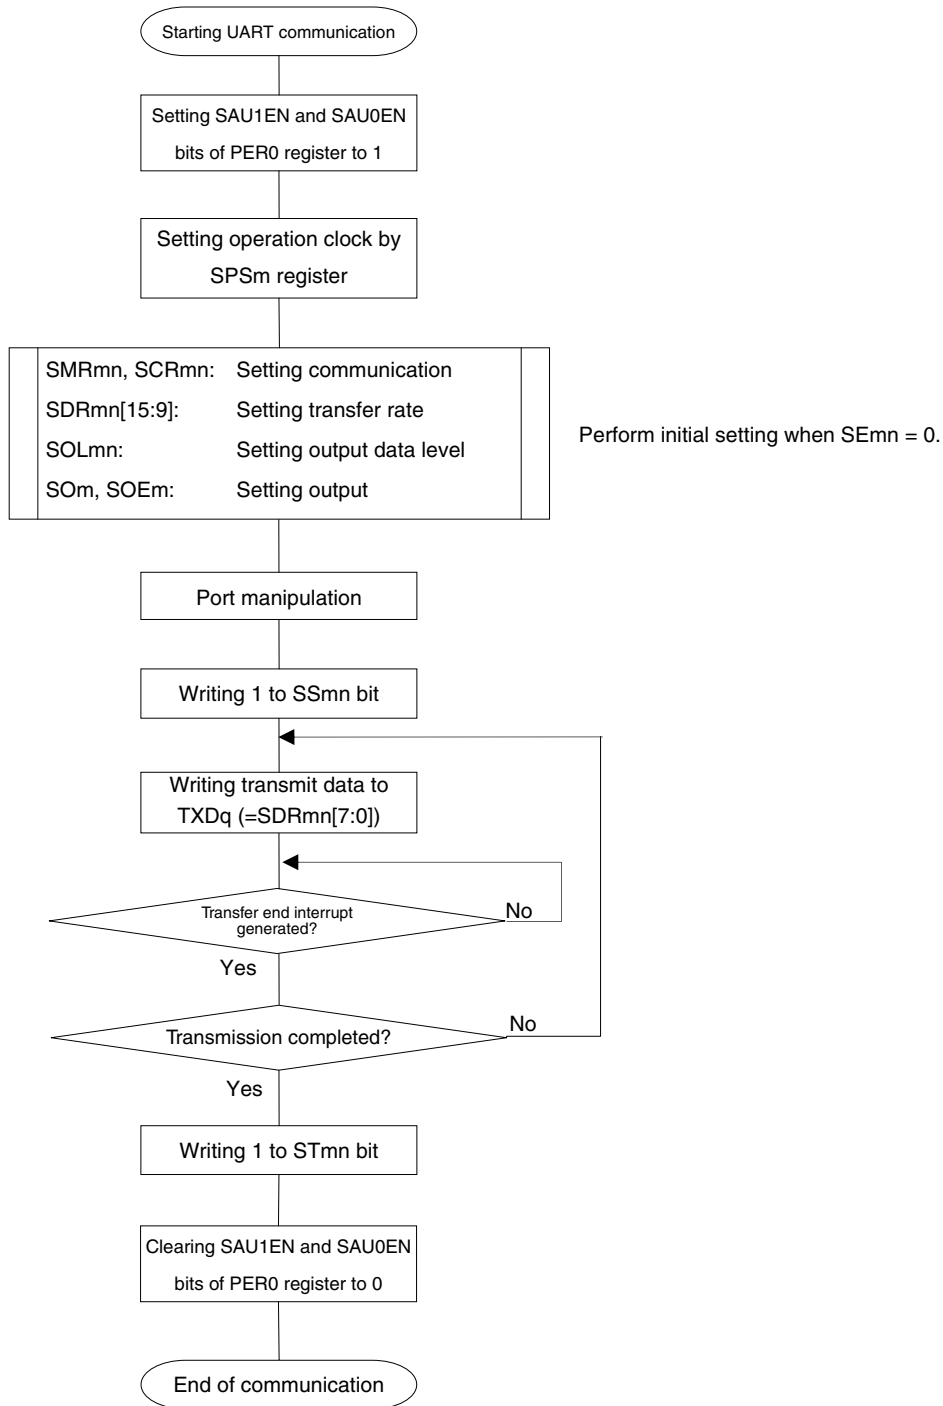 Starting UART communication
Setting SAU1EN and SAU0EN
bits of PER0 register to 1
Setting operation clock by
SPSm register
SMRmn, SCRmn: Setting communication
SDRmn[15:9]: Setting transfer rate
SOLmn: Setting output data level
SOm, SOEm: Setting output
Perform initial setting when SEmn = 0.
Port manipulation
Writing 1 to SSmn bit
Writing transmit data to
TXDq (=SDRmn[7:0])
Transfer end interrupt
generated?
No
Yes
Transmission completed?
No
Yes
Writing 1 to STmn bit
Clearing SAU1EN and SAU0EN
bits of PER0 register to 0
End of communication